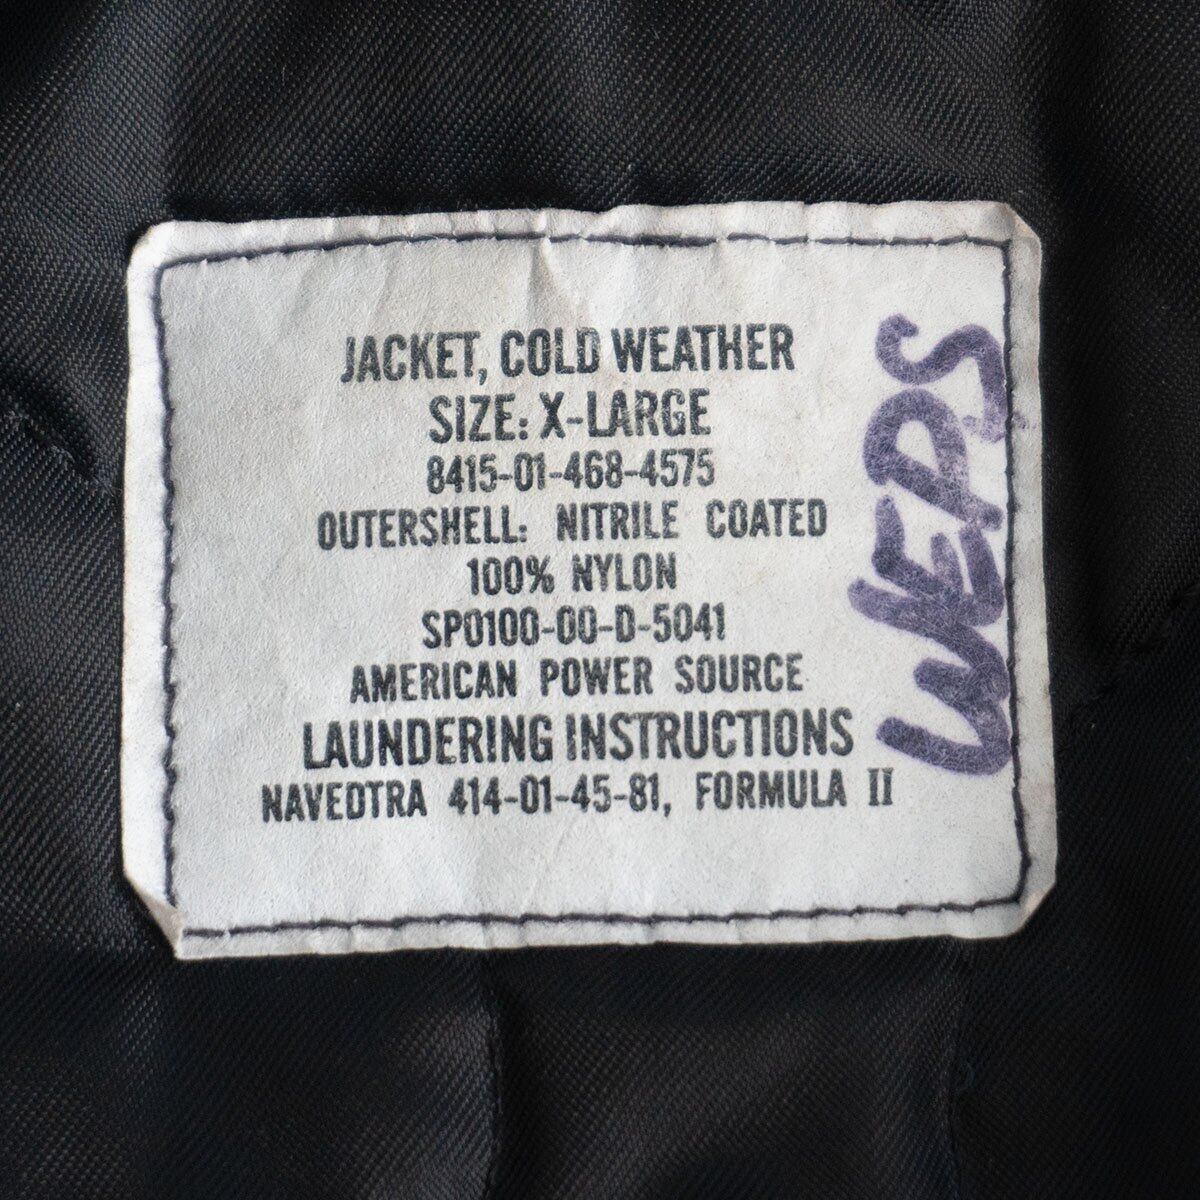 JACKET, COLD WEATHER
SIZE: X-LARGE
8415-01-468-4575
OUTERSHELL: NITRILE COATED
100% NYLON
SP0100-00-D-5041
AMERICAN POWER SOURCE
LAUNDERING INSTRUCTIONS
NAVEDTRA 414-01-45-81, FORMULA II
WEPS